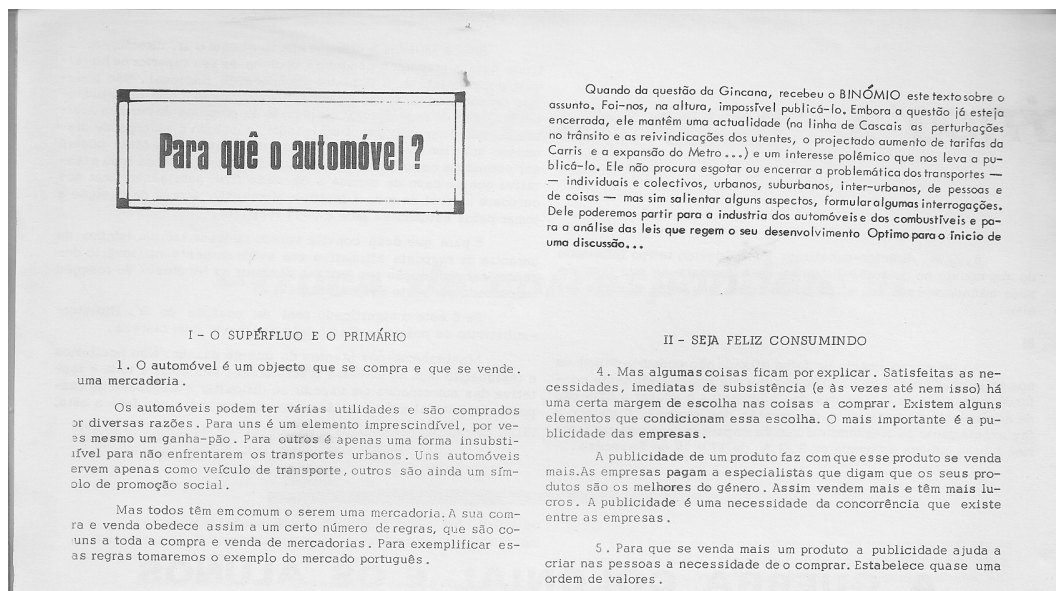 Para quê o automóvel ?
Quando da questão da Gincana, recebeu o BINÓMIO este texto sobre o
assunto. Foi-nos, na altura, impossível publicá-lo. Embora a questão já esteja
encerrada, ele mantêm uma actualidade (na linha de Cascais as perturbações
no trânsito e as reivindicações dos utentes, o projectado aumento de tarifas da
Carris e a expansão do Metro...) e um interesse polémico que nos leva a pu-
blicá-lo. Ele não procura esgotar ou encerrar a problemática dos transportes —
— individuais e colectivos, urbanos, suburbanos, inter-urbanos, de pessoas e
de coisas — mas sim salientar alguns aspectos, formular algumas interrogações.
Dele poderemos partir para a industria dos automóveis e dos combustíveis e pa-
ra a análise das leis que regem o seu desenvolvimento Optimo para o ínicio de
uma discussão...
I - O SUPÉRFLUO E O PRIMÁRIO
1. O automóvel é um objecto que se compra e que se vende.
uma mercadoria.
Os automóveis podem ter várias utilidades e são comprados
or diversas razões. Para uns é um elemento imprescindível, por ve-
es mesmo um ganha-pão. Para outros é apenas uma forma insubsti-
ível para não enfrentarem os transportes urbanos. Uns automóveis
ervem apenas como veículo de transporte, outros são ainda um sím-
olo de promoção social.
Mas todos têm em comum o serem uma mercadoria. A sua com-
ra e venda obedece assim a um certo número de regras, que são co-
uns a toda a compra e venda de mercadorias. Para exemplificar es-
as regras tomaremos o exemplo do mercado português.
II - SEJA FELIZ CONSUMINDO
4. Mas algumas coisas ficam por explicar. Satisfeitas as ne-
cessidades, imediatas de subsistência (e às vezes até nem isso) há
uma certa margem de escolha nas coisas a comprar. Existem alguns
elementos que condicionam essa escolha. O mais importante é a pu-
blicidade das empresas.
A publicidade de um produto faz com que esse produto se venda
mais.As empresas pagam a especialistas que digam que os seus pro-
dutos são os melhores do género. Assim vendem mais e têm mais lu-
cros. A publicidade é uma necessidade da concorrência que existe
entre as empresas.
5. Para que se venda mais um produto a publicidade ajuda a
criar nas pessoas a necessidade de o comprar. Estabelece quase uma
ordem de valores.